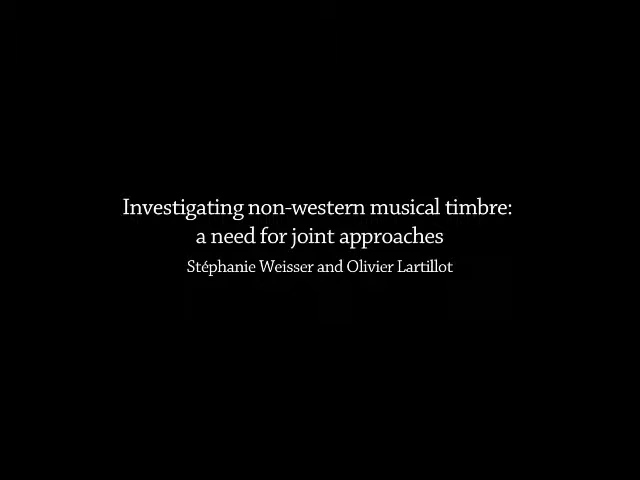 Investigating non-western musical timbre:
a need for joint approaches
Stéphanie Weisser and Olivier Lartillot